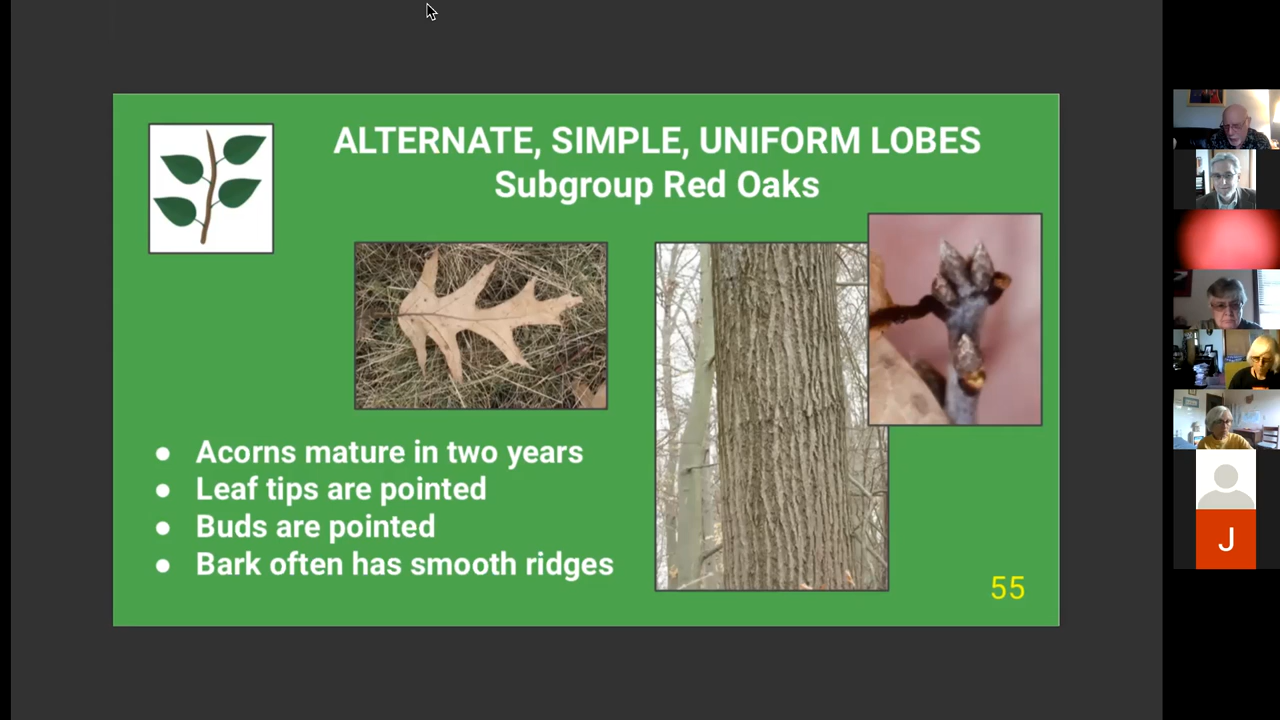 ALTERNATE, SIMPLE, UNIFORM LOBES
Subgroup Red Oaks
● Acorns mature in two years
● Leaf tips are pointed
● Buds are pointed
● Bark often has smooth ridges
55
J